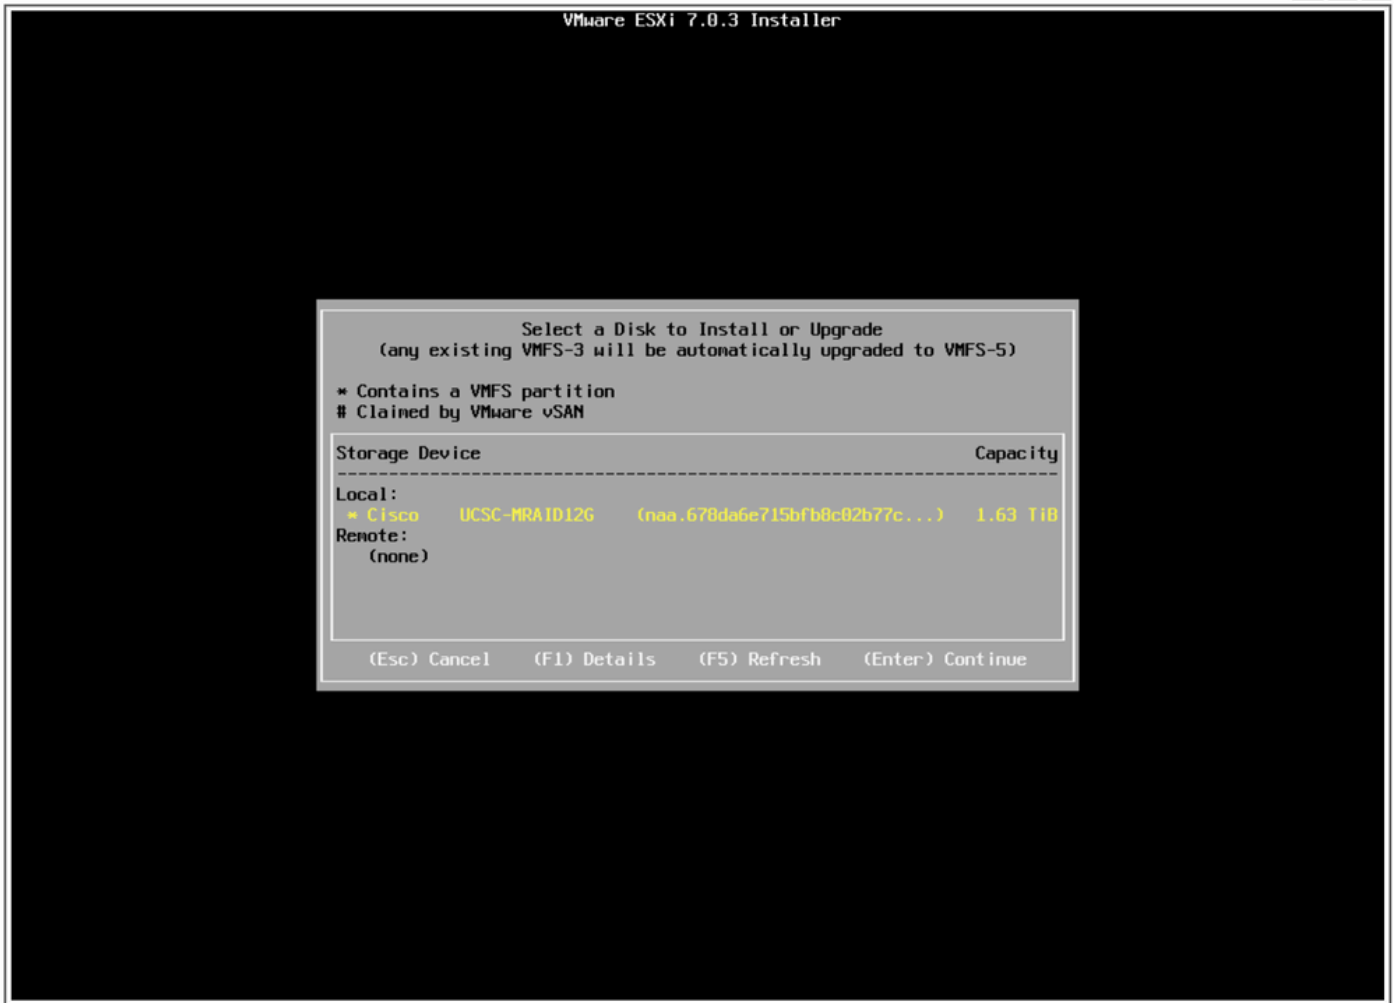 VMware ESXi 7.0.3 Installer
Select a Disk to Install or Upgrade
(any existing VMFS-3 will be automatically upgraded to VMFS-5)
* Contains a VMFS partition
# Claimed by VMware vSAN
Storage Device Capacity
--------------------------------------------------------------------
Local:
* Cisco UCSC-MRAID12G (naa.678da6e715bfb8c02b77c...) 1.63 TiB
Remote:
(none)
(Esc) Cancel (F1) Details (F5) Refresh (Enter) Continue